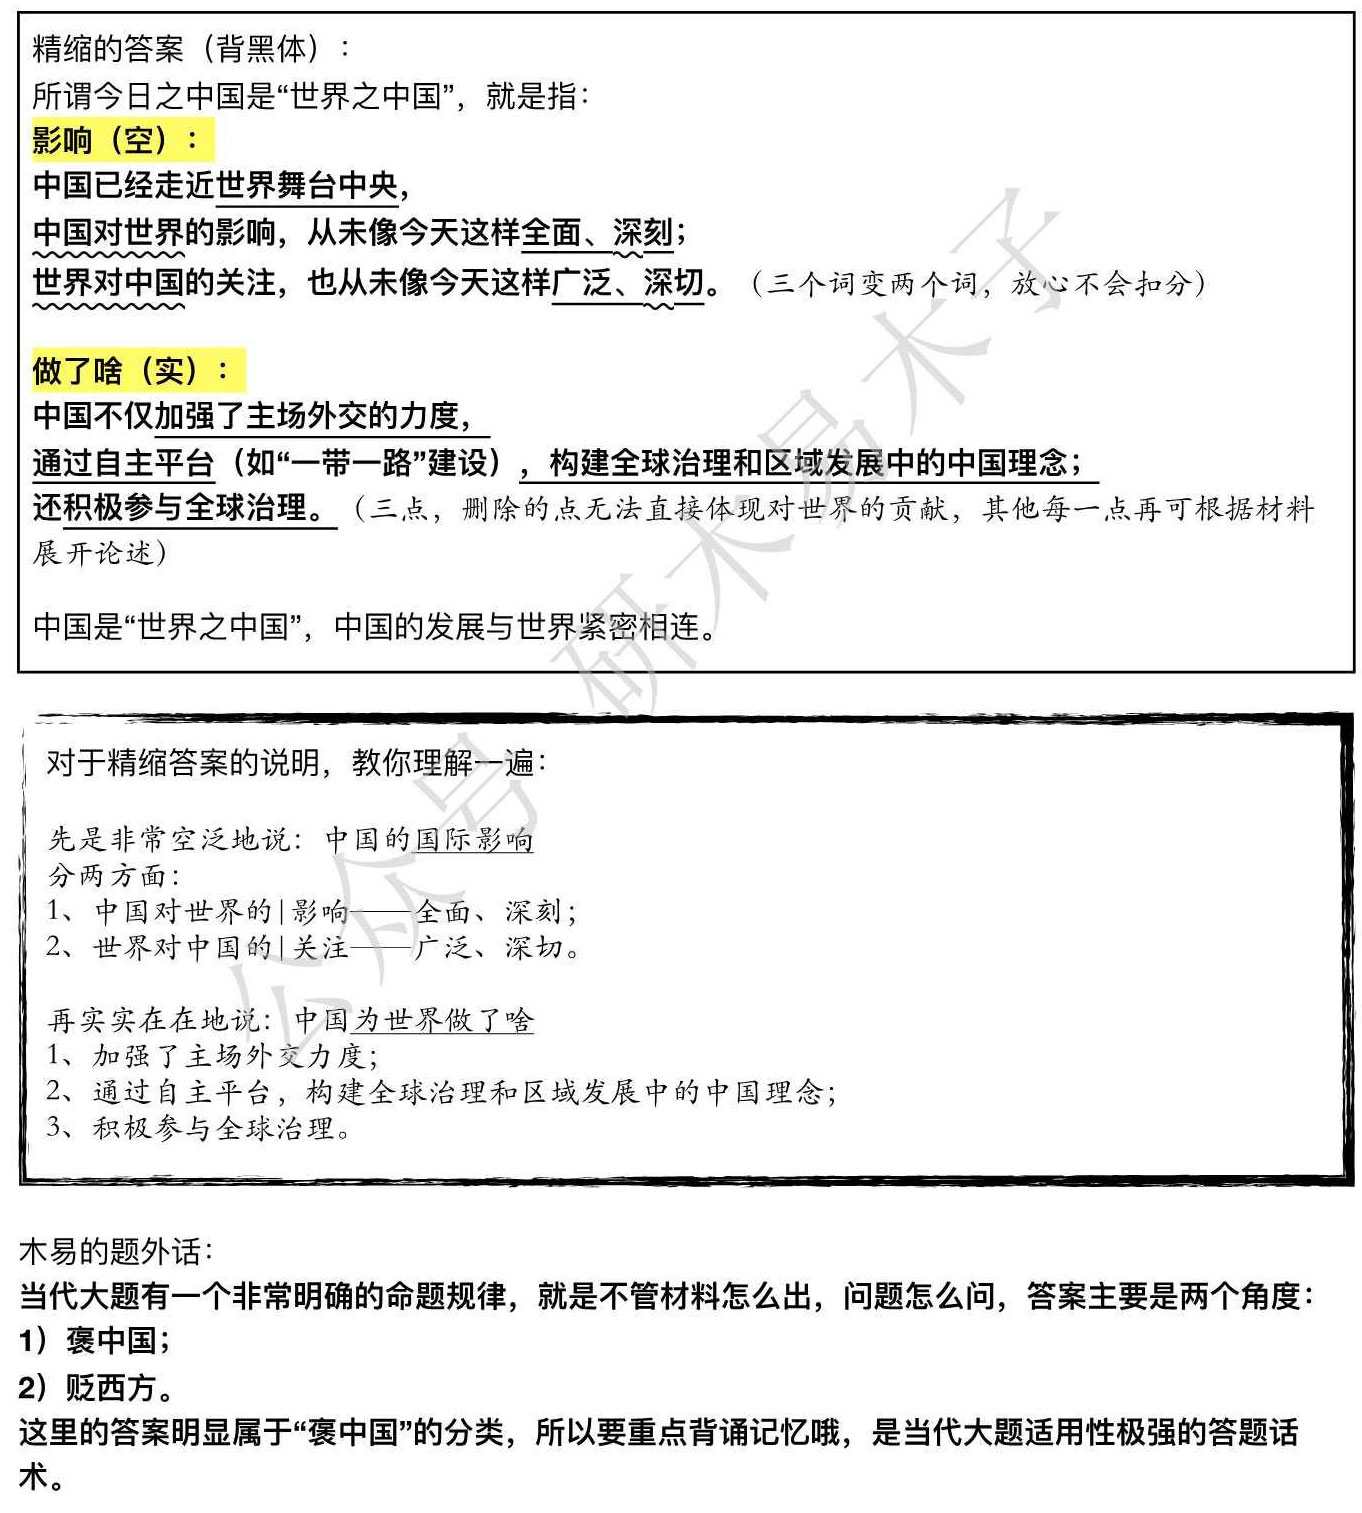 精缩的答案（背黑体）：
所谓今日之中国是“世界之中国”，就是指：
影响（空）：
中国已经走近世界舞台中央，
中国对世界的影响，从未像今天这样全面、深刻；
世界对中国的关注，也从未像今天这样广泛、深切。（三个词变两个词，放心不会扣分）
做了啥（实）：
中国不仅加强了主场外交的力度，
通过自主平台（如“一带一路”建设），构建全球治理和区域发展中的中国理念；
还积极参与全球治理。（三点，删除的点无法直接体现对世界的贡献，其他每一点再可根据材料
展开论述）
中国是“世界之中国”，中国的发展与世界紧密相连。
对于精缩答案的说明，教你理解一遍：
先是非常空泛地说：中国的国际影响
分两方面：
1、中国对世界的|影响——全面、深刻；
2、世界对中国的|关注——广泛、深切。
再实实在在地说：中国为世界做了啥
1、加强了主场外交力度；
2、通过自主平台，构建全球治理和区域发展中的中国理念；
3、积极参与全球治理。
木易的题外话：
当代大题有一个非常明确的命题规律，就是不管材料怎么出，问题怎么问，答案主要是两个角度：
1）褒中国；
2）贬西方。
这里的答案明显属于“褒中国”的分类，所以要重点背诵记忆哦，是当代大题适用性极强的答题话
术。
公众号 研木易木子